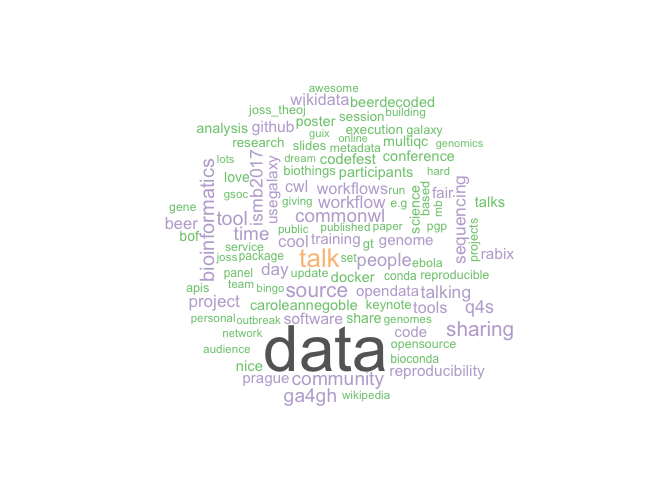 awesome
wikidata beerdecoded
joss_theoj session building
analysis github poster execution galaxy
guix online
research slides metadata multiqc genomics
lots dream codefest conference
love biothings participants hard
bioinformatics ismb2017 usegalaxy cwl workflows run science based fair sequencing
gsoc giving workflow e.g mb
gene tool commonwl talks
beer public published paper pgp projects
bof time cool training gt genome
service
joss package talk set people ebola rabix
panel day update docker conda reproducible
apis team bingo source opendata talking
project caroleannegoble keynote tools q4s
personal outbreak software share genomes
network data code sharing
audience opensource
nice bioconda
prague community reproducibility
ga4gh wikipedia